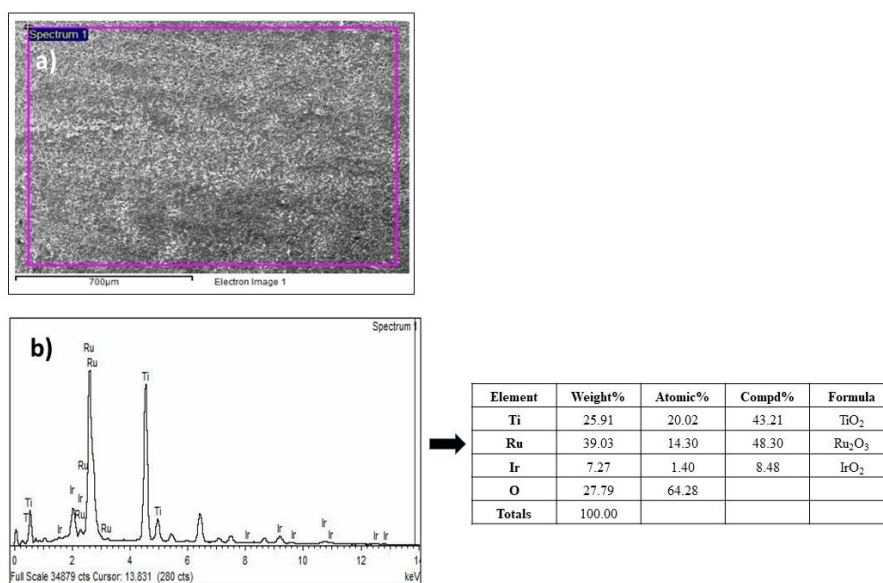 Spectrum 1
a)
700µm
Electron Image 1
Spectrum 1
b)
Ru
Ru
Ti
Ru
Ti
Ir
Ir
T
Ru
Ir
Ru
Ti
Ir
Ir
Ir
Ir
Ir
Ir
Ir
Ir
0 2 4 6 8 10 12 14
Full Scale 34879 cts Cursor: 13.831 (280 cts) keV
Element Weight% Atomic% Compd% Formula
Ti 25.91 20.02 43.21 TiO₂
Ru 39.03 14.30 48.30 Ru₂O₃
Ir 7.27 1.40 8.48 IrO₂
O 27.79 64.28
Totals 100.00